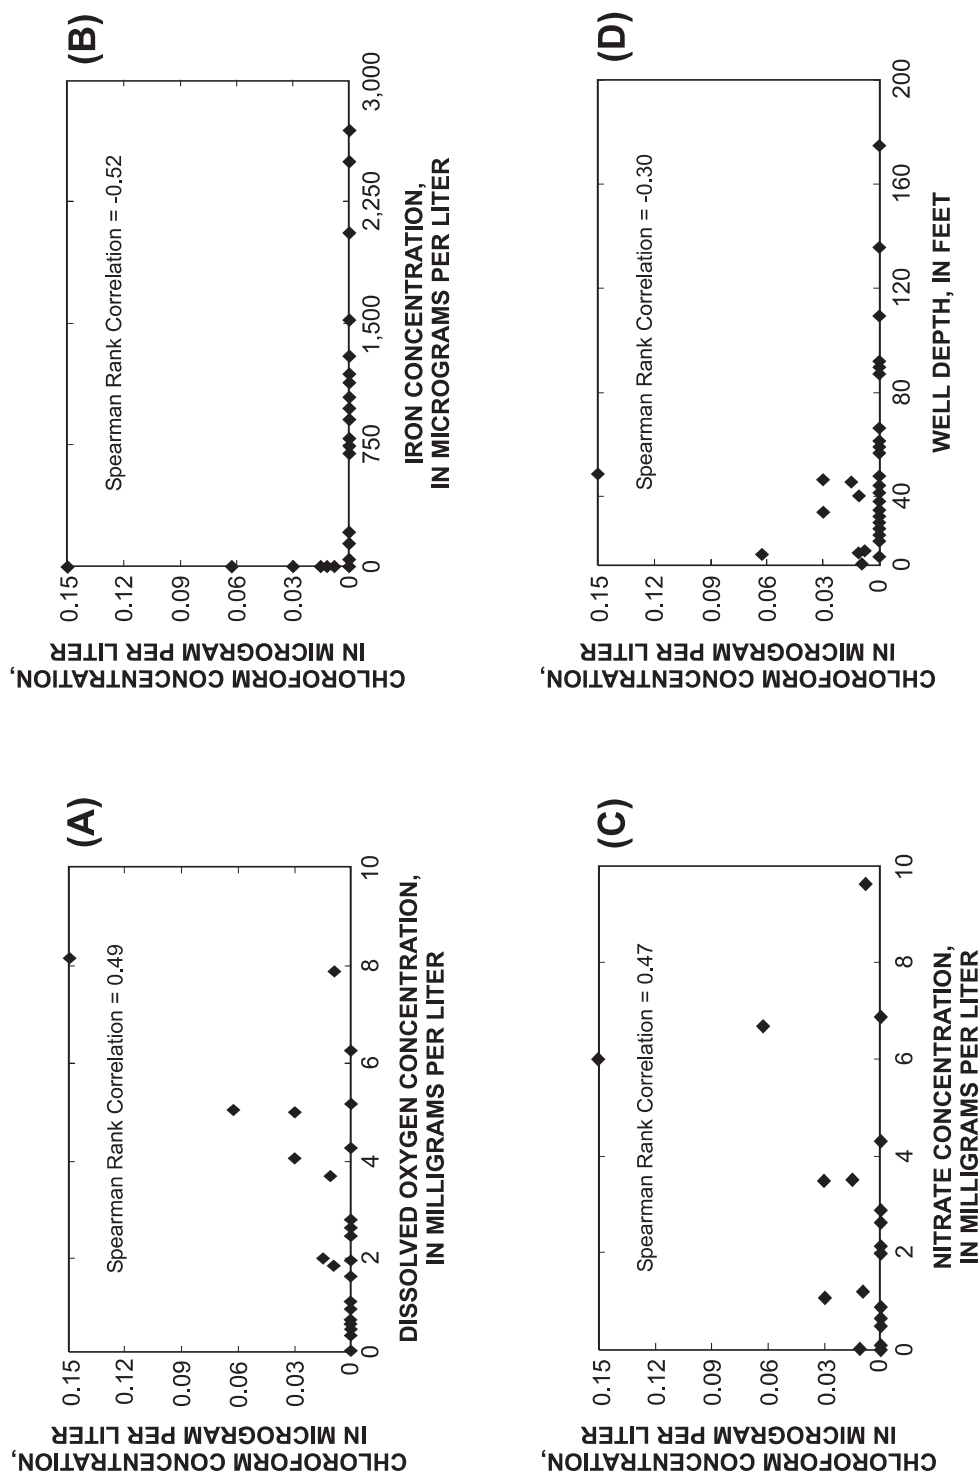 CHLOROFORM CONCENTRATION,
IN MICROGRAM PER LITER
0.15
0.12
0.09
0.06
0.03
0
Spearman Rank Correlation = 0.49
(A)
0
2
4
6
8
10
DISSOLVED OXYGEN CONCENTRATION,
IN MILLIGRAMS PER LITER
CHLOROFORM CONCENTRATION,
IN MICROGRAM PER LITER
0.15
0.12
0.09
0.06
0.03
0
Spearman Rank Correlation = -0.52
(B)
0
750
1,500
2,250
3,000
IRON CONCENTRATION,
IN MICROGRAMS PER LITER
CHLOROFORM CONCENTRATION,
IN MICROGRAM PER LITER
0.15
0.12
0.09
0.06
0.03
0
Spearman Rank Correlation = 0.47
(C)
0
2
4
6
8
10
NITRATE CONCENTRATION,
IN MILLIGRAMS PER LITER
CHLOROFORM CONCENTRATION,
IN MICROGRAM PER LITER
0.15
0.12
0.09
0.06
0.03
0
Spearman Rank Correlation = -0.30
(D)
0
40
80
120
160
200
WELL DEPTH, IN FEET